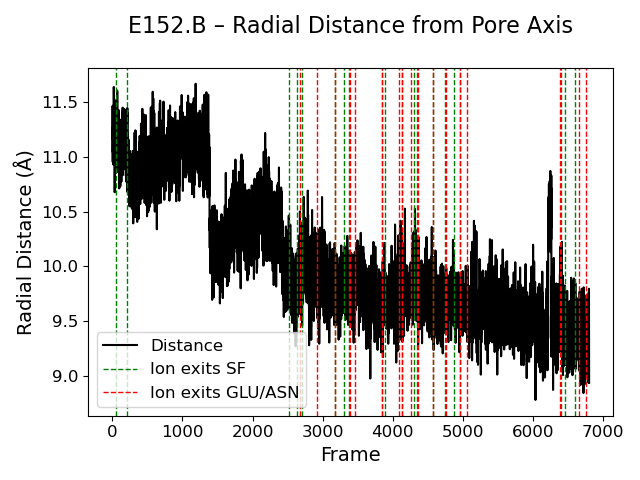 E152.B – Radial Distance from Pore Axis
Radial Distance (Å)
11.5
11.0
10.5
10.0
9.5
9.0
Distance
Ion exits SF
Ion exits GLU/ASN
0 1000 2000 3000 4000 5000 6000 7000
Frame